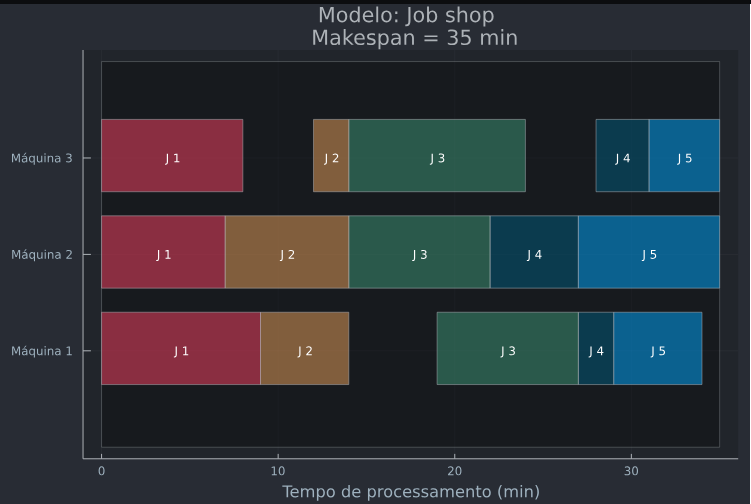 Modelo: Job shop
Makespan = 35 min
Máquina 3
J 1
J 2
J 3
J 4
J 5
Máquina 2
J 1
J 2
J 3
J 4
J 5
Máquina 1
J 1
J 2
J 3
J 4
J 5
0
10
20
30
Tempo de processamento (min)